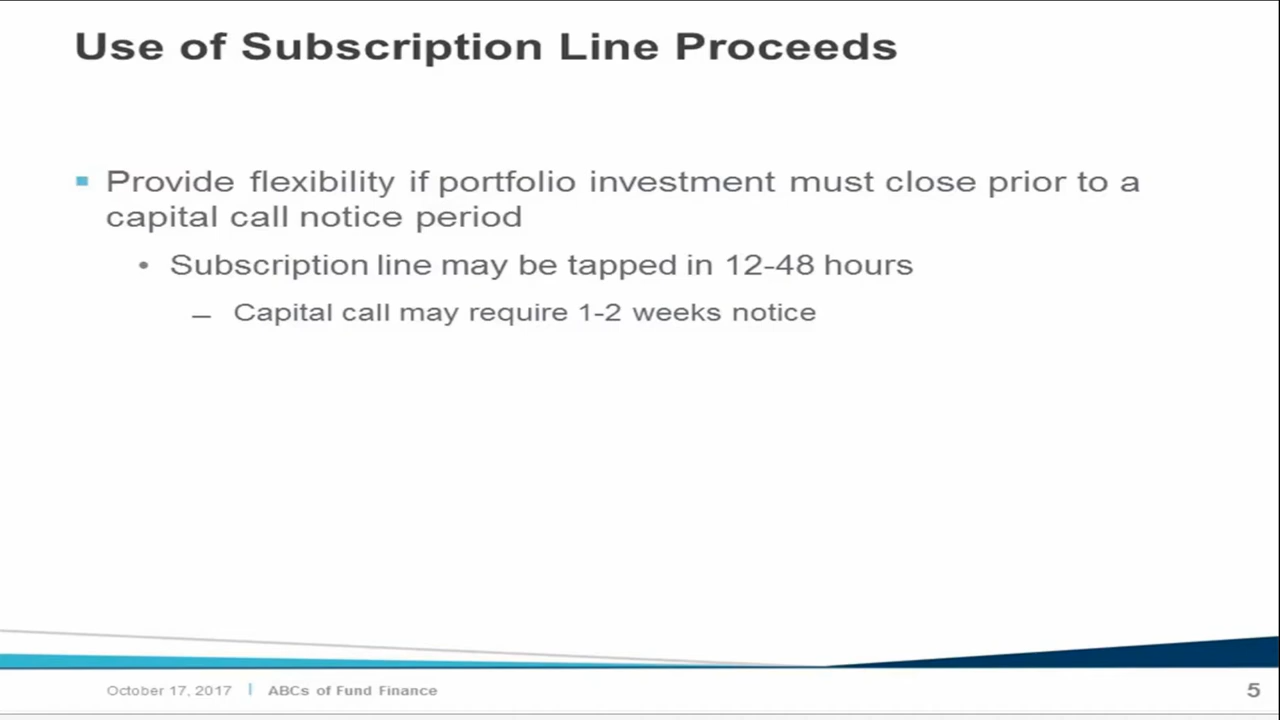 Use of Subscription Line Proceeds
Provide flexibility if portfolio investment must close prior to a
capital call notice period
Subscription line may be tapped in 12-48 hours
Capital call may require 1-2 weeks notice
October 17, 2017 | ABCs of Fund Finance 5